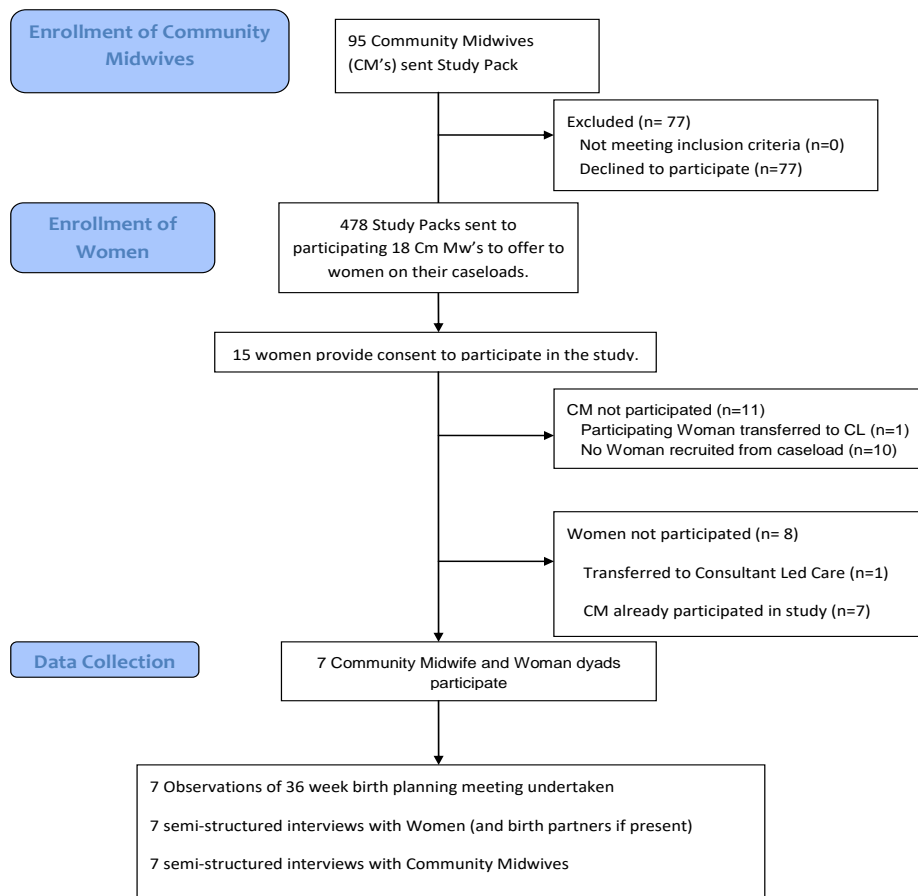 Enrollment of Community
Midwives
95 Community Midwives
(CM's) sent Study Pack
Excluded (n= 77)
Not meeting inclusion criteria (n=0)
Declined to participate (n=77)
Enrollment of
Women
478 Study Packs sent to
participating 18 Cm Mw's to offer to
women on their caseloads.
15 women provide consent to participate in the study.
CM not participated (n=11)
Participating Woman transferred to CL (n=1)
No Woman recruited from caseload (n=10)
Women not participated (n= 8)
Transferred to Consultant Led Care (n=1)
CM already participated in study (n=7)
Data Collection
7 Community Midwife and Woman dyads
participate
7 Observations of 36 week birth planning meeting undertaken
7 semi-structured interviews with Women (and birth partners if present)
7 semi-structured interviews with Community Midwives